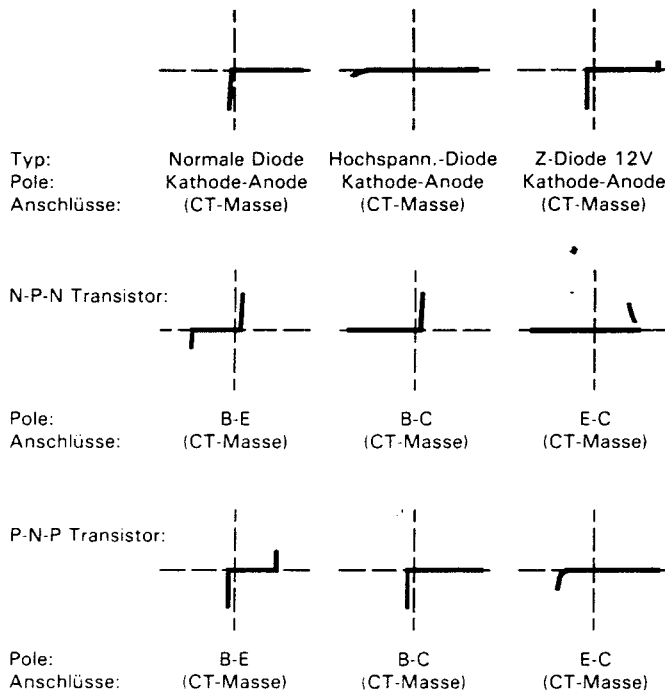 Typ: Normale Diode Hochspann.-Diode Z-Diode 12V
Pole: Kathode-Anode Kathode-Anode Kathode-Anode
Anschlüsse: (CT-Masse) (CT-Masse) (CT-Masse)
N-P-N Transistor:
Pole: B-E B-C E-C
Anschlüsse: (CT-Masse) (CT-Masse) (CT-Masse)
P-N-P Transistor:
Pole: B-E B-C E-C
Anschlüsse: (CT-Masse) (CT-Masse) (CT-Masse)